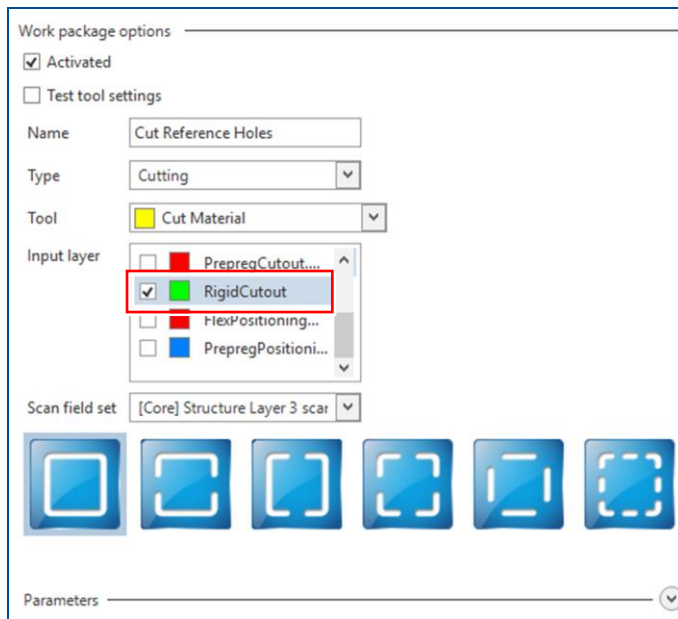 Work package options
Activated
Test tool settings
Name Cut Reference Holes
Type Cutting
Tool Cut Material
Input layer PrepregCutout....
RigidCutout
FlexPositioning...
PrepregPositioni...
Scan field set [Core] Structure Layer 3 scar
Parameters